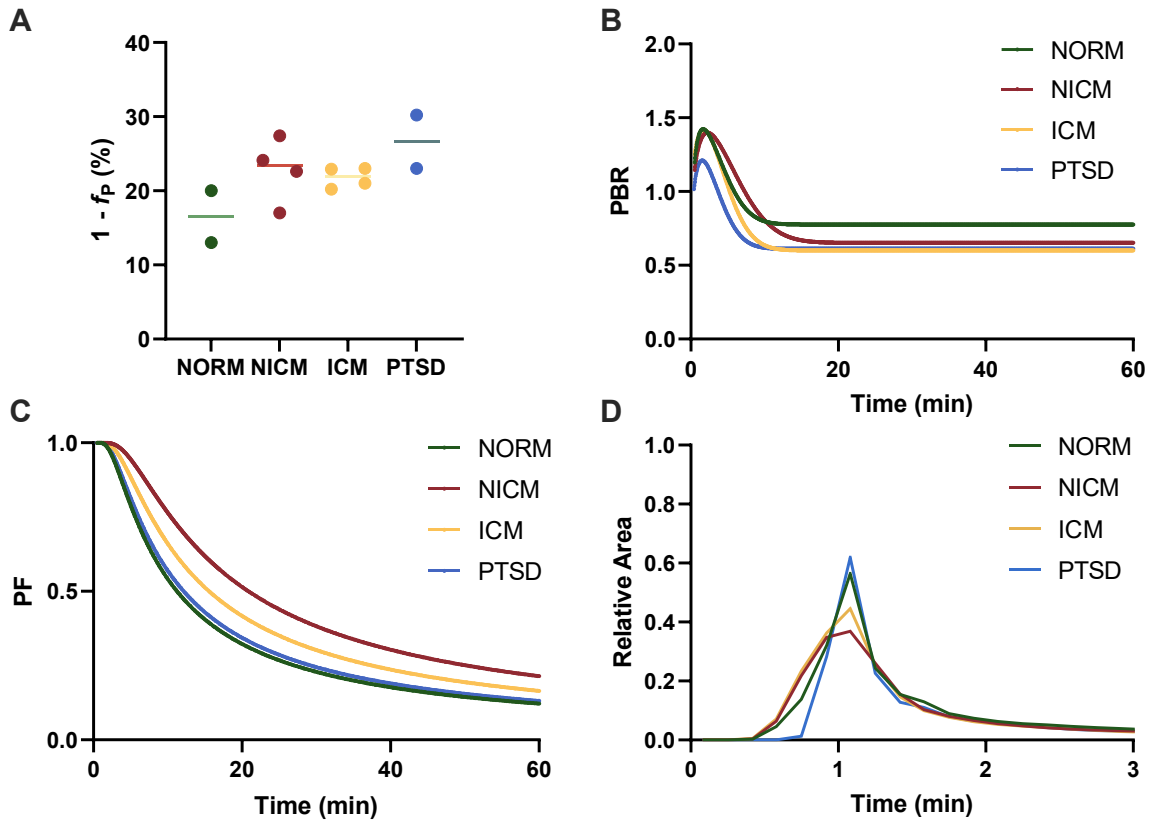 A
1 - fP (%)
40
30
20
10
0
NORM NICM ICM PTSD
B
PBR
2.0
1.5
1.0
0.5
0.0
0 20 40 60
Time (min)
NORM
NICM
ICM
PTSD
C
PF
1.0
0.5
0.0
0 20 40 60
Time (min)
NORM
NICM
ICM
PTSD
D
Relative Area
1.0
0.8
0.6
0.4
0.2
0.0
0 1 2 3
Time (min)
NORM
NICM
ICM
PTSD